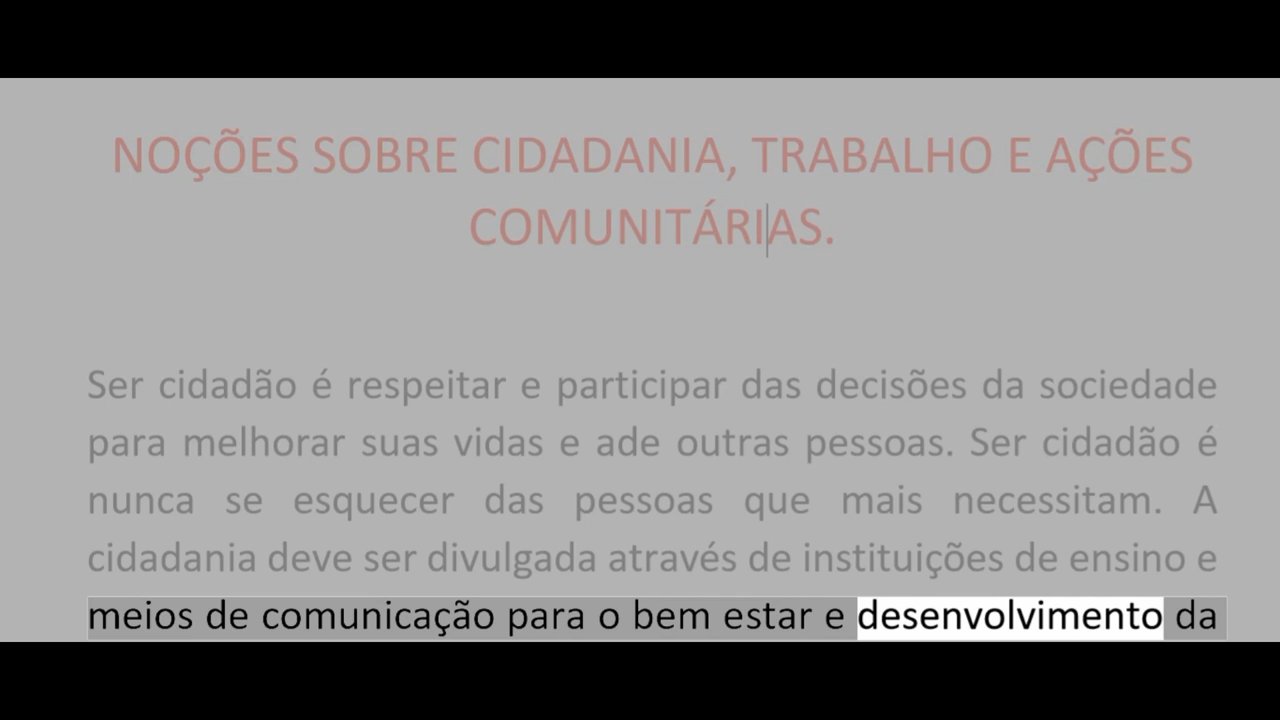 NOÇÕES SOBRE CIDADANIA, TRABALHO E AÇÕES
COMUNITÁRIAS.
Ser cidadão é respeitar e participar das decisões da sociedade
para melhorar suas vidas e ade outras pessoas. Ser cidadão é
nunca se esquecer das pessoas que mais necessitam. A
cidadania deve ser divulgada através de instituições de ensino e
meios de comunicação para o bem estar e desenvolvimento da